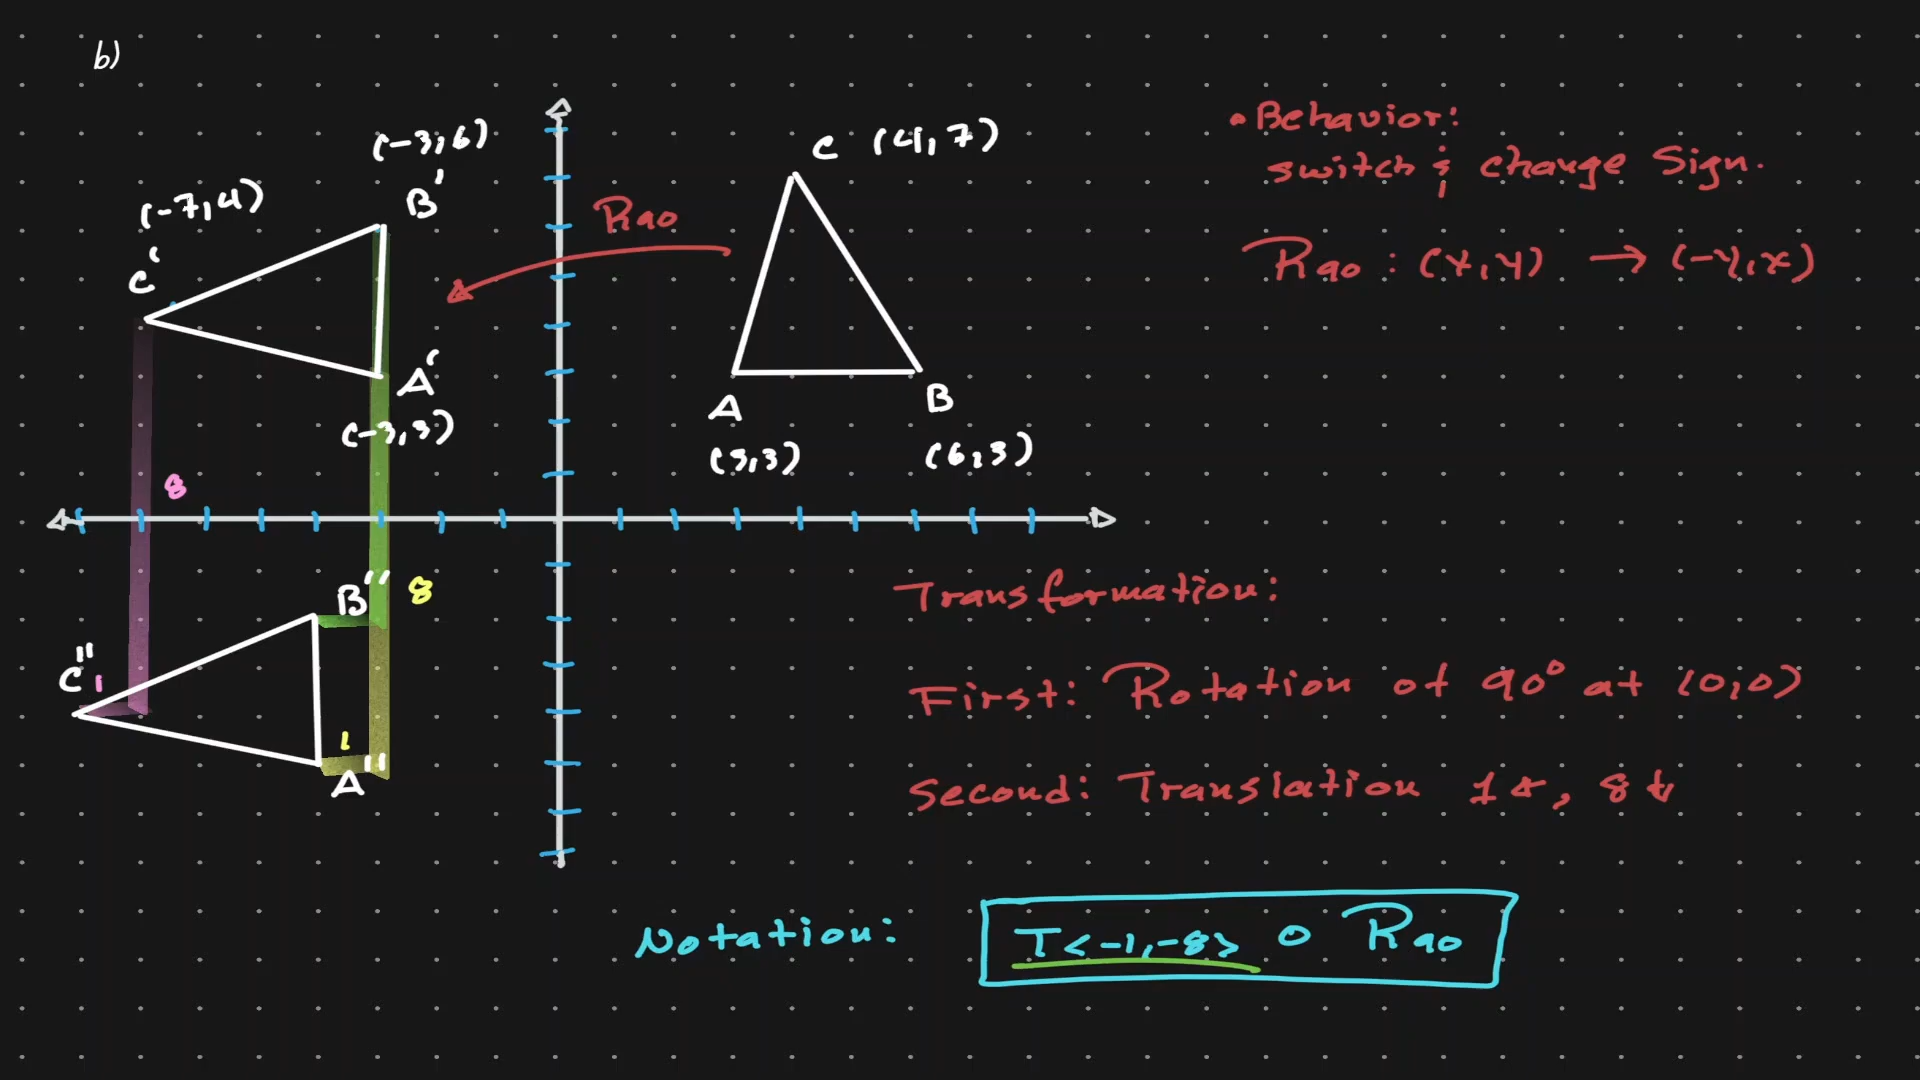 b)
(-3,6)
B'
(-7,4)
C'
A'
(-3,3)
R90
C (4,7)
A
(3,3)
B
(6,3)
• Behavior:
switch & change Sign.
R90 : (x,y) → (-y,x)
8
8
B''
C''
1
1
A''
Transformation:
First: Rotation of 90° at (0,0)
Second: Translation 1←, 8↓
Notation: T<-1,-8> ∘ R90